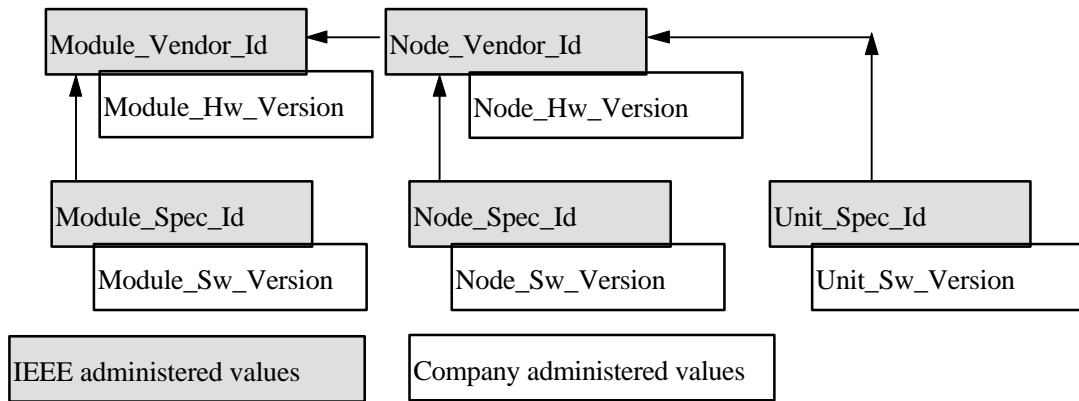 Module_Vendor_Id
Node_Vendor_Id
Module_Hw_Version
Node_Hw_Version
Module_Spec_Id
Node_Spec_Id
Unit_Spec_Id
Module_Sw_Version
Node_Sw_Version
Unit_Sw_Version
IEEE administered values
Company administered values